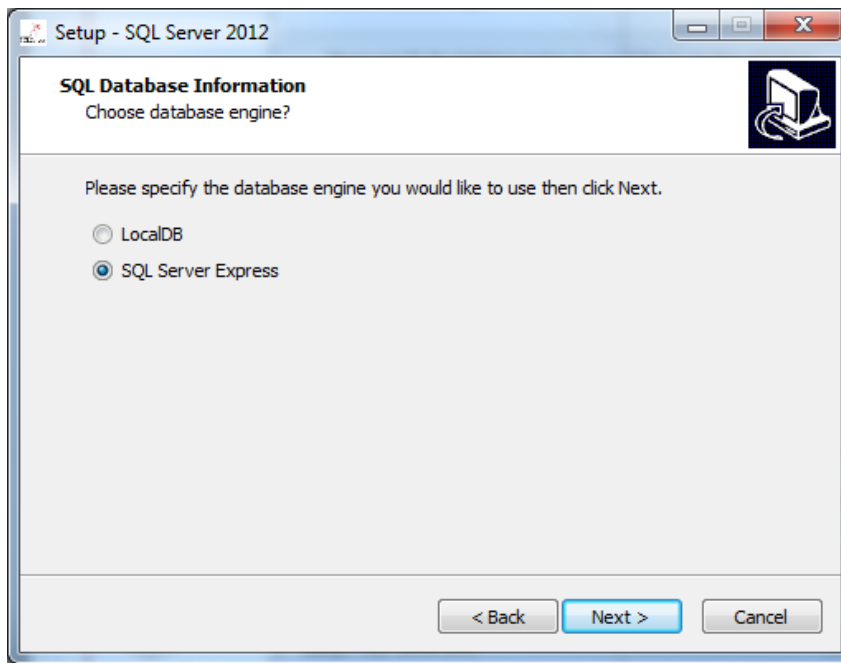 Setup - SQL Server 2012
SQL Database Information
Choose database engine?
Please specify the database engine you would like to use then click Next.
LocalDB
SQL Server Express
< Back
Next >
Cancel